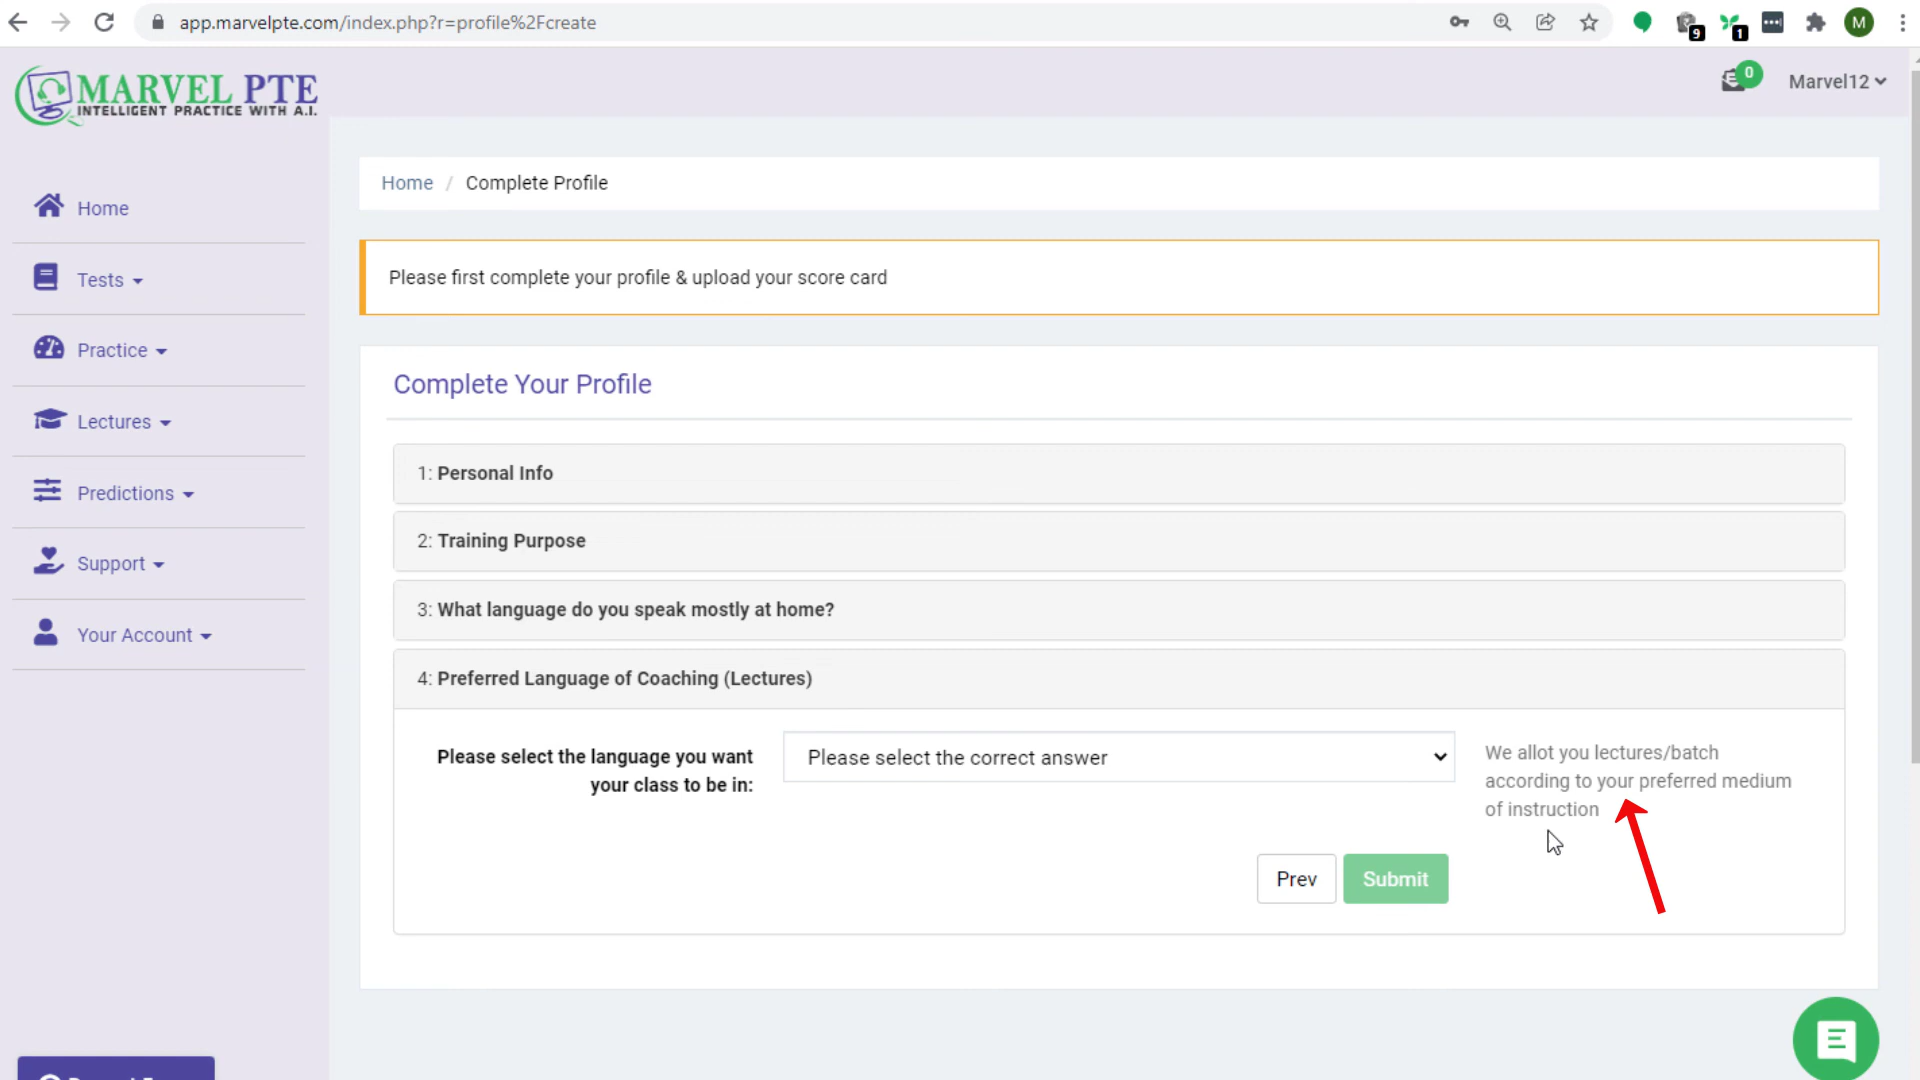 app.marvelpte.com/index.php?r=profile%2Fcreate
9
1
M
MARVEL PTE
INTELLIGENT PRACTICE WITH A.I.
0
Marvel12
Home
Tests
Practice
Lectures
Predictions
Support
Your Account
Home / Complete Profile
Please first complete your profile & upload your score card
Complete Your Profile
1: Personal Info
2: Training Purpose
3: What language do you speak mostly at home?
4: Preferred Language of Coaching (Lectures)
Please select the language you want
your class to be in:
Please select the correct answer
We allot you lectures/batch
according to your preferred medium
of instruction
Prev
Submit